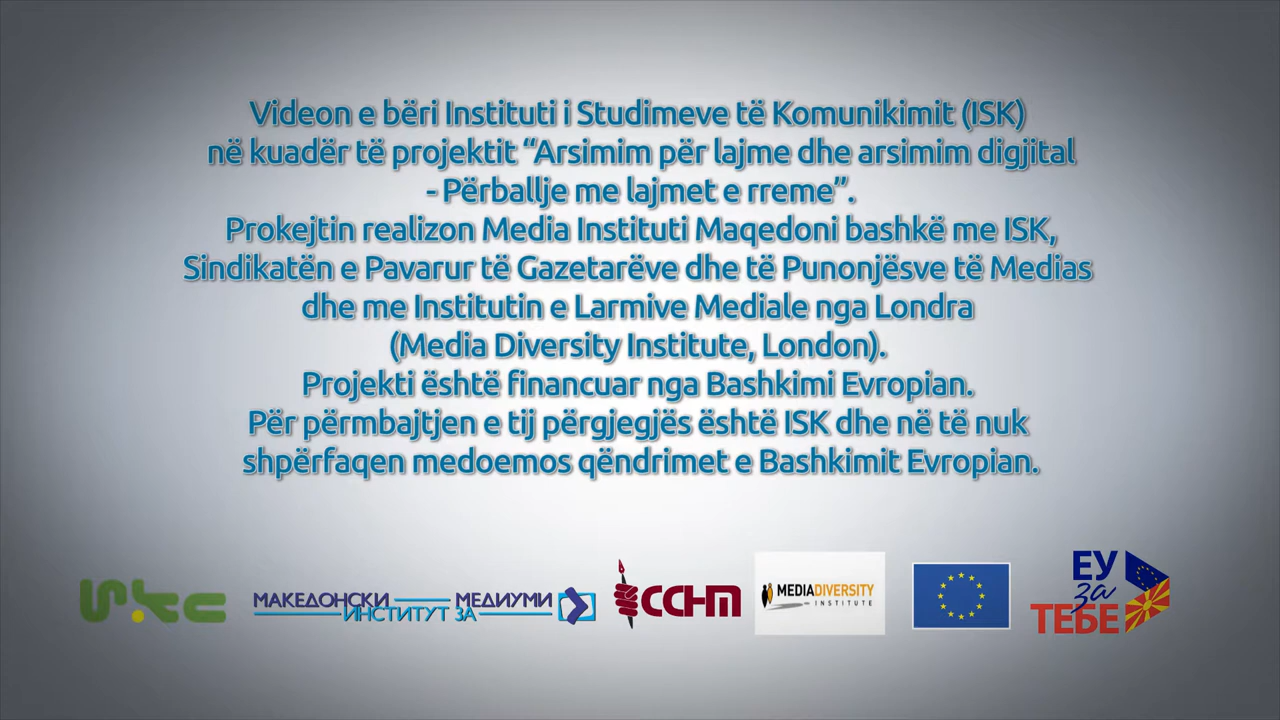 Videon e bëri Instituti i Studimeve të Komunikimit (ISK)
në kuadër të projektit “Arsimim për lajme dhe arsimim digjital
- Përballje me lajmet e rreme”.
Prokejtin realizon Media Instituti Maqedoni bashkë me ISK,
Sindikatën e Pavarur të Gazetarëve dhe të Punonjësve të Medias
dhe me Institutin e Larmive Mediale nga Londra
(Media Diversity Institute, London).
Projekti është financuar nga Bashkimi Evropian.
Për përmbajtjen e tij përgjegjës është ISK dhe në të nuk
shpërfaqen medoemos qëndrimet e Bashkimit Evropian.
МАКЕДОНСКИ МЕДИУМИ
ИНСТИТУТ ЗА
ССНМ
MEDIADIVERSITY
INSTITUTE
ЕУ
за
ТЕБЕ